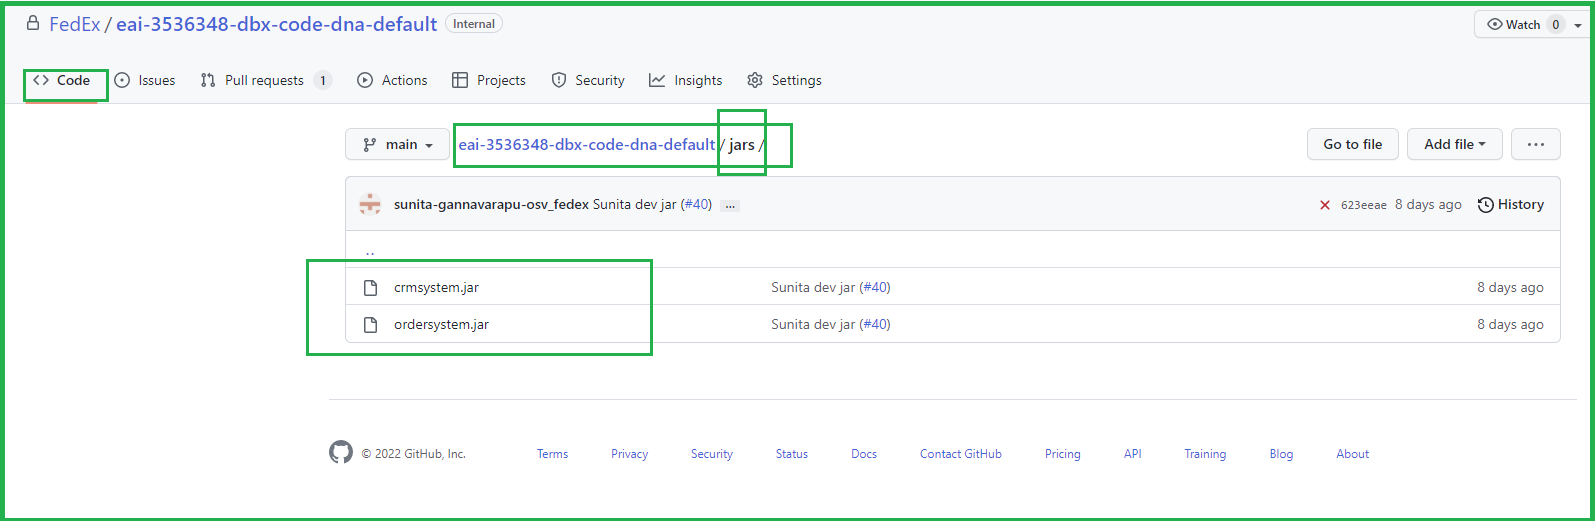 FedEx / eai-3536348-dbx-code-dna-default Internal Watch 0
Code Issues Pull requests 1 Actions Projects Security Insights Settings
main eai-3536348-dbx-code-dna-default / jars / Go to file Add file ...
sunita-gannavarapu-osv_fedex Sunita dev jar (#40) ... 623eeae 8 days ago History
..
crmsystem.jar Sunita dev jar (#40) 8 days ago
ordersystem.jar Sunita dev jar (#40) 8 days ago
© 2022 GitHub, Inc. Terms Privacy Security Status Docs Contact GitHub Pricing API Training Blog About